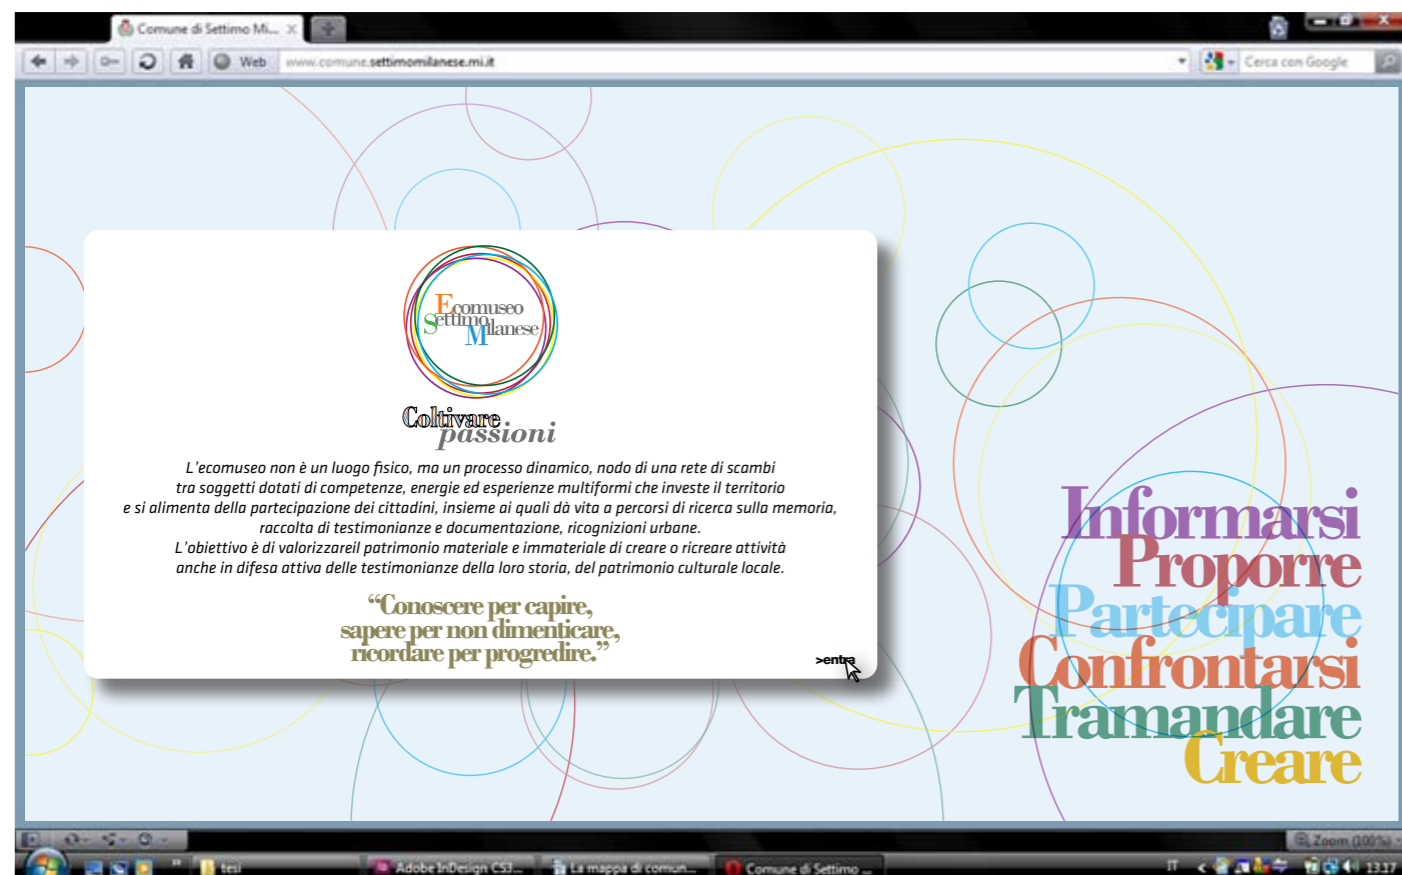 Comune di Settimo Mi...
Web
www.comune.settimomilanese.mi.it
Cerca con Google
Ecomuseo
Settimo
Milanese
Coltivare
passioni
L'ecomuseo non è un luogo fisico, ma un processo dinamico, nodo di una rete di scambi
tra soggetti dotati di competenze, energie ed esperienze multiformi che investe il territorio
e si alimenta della partecipazione dei cittadini, insieme ai quali dà vita a percorsi di ricerca sulla memoria,
raccolta di testimonianze e documentazione, ricognizioni urbane.
L'obiettivo è di valorizzareil patrimonio materiale e immateriale di creare o ricreare attività
anche in difesa attiva delle testimonianze della loro storia, del patrimonio culturale locale.
“Conoscere per capire,
sapere per non dimenticare,
ricordare per progredire.”
>entra
Informarsi
Proporre
Partecipare
Confrontarsi
Tramandare
Creare
Zoom (100%)
tesi
Adobe InDesign CS3...
La mappa di comun...
Comune di Settimo ...
IT
13.17